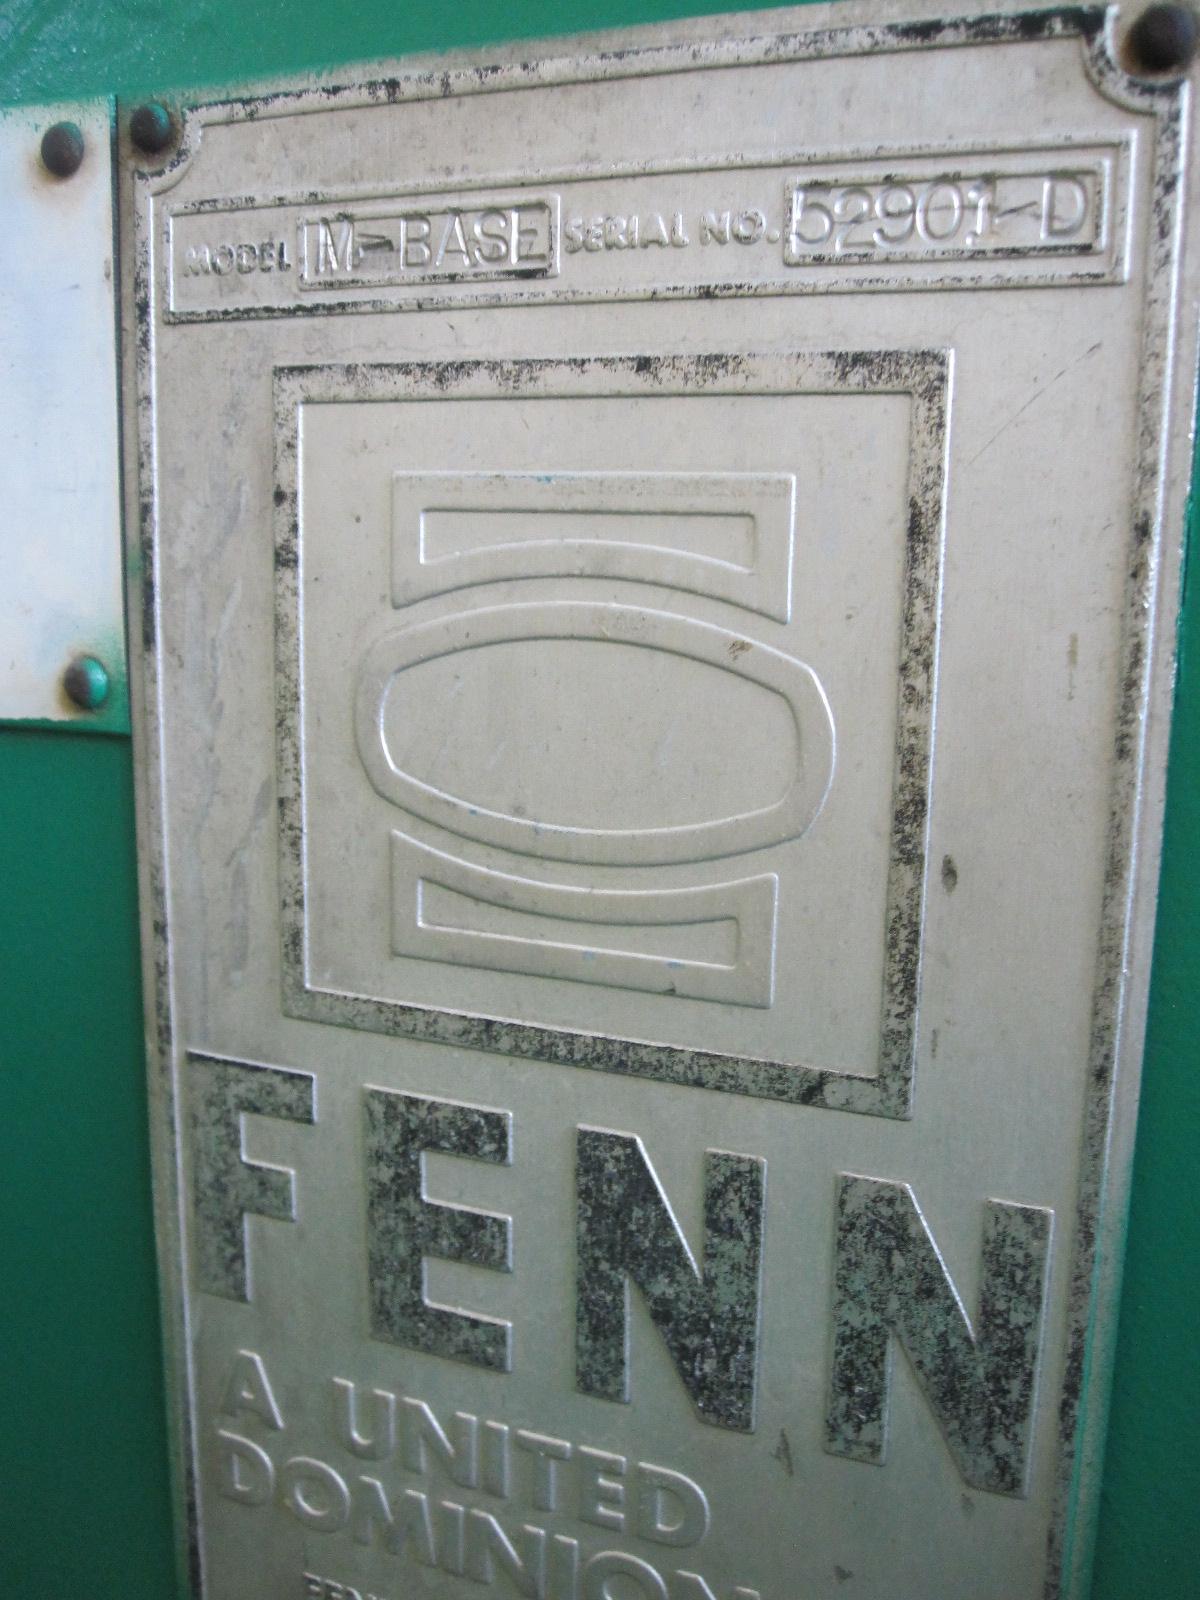 MODEL M-BASE SERIAL NO. 52901-D
FENN
A UNITED
DOMINION